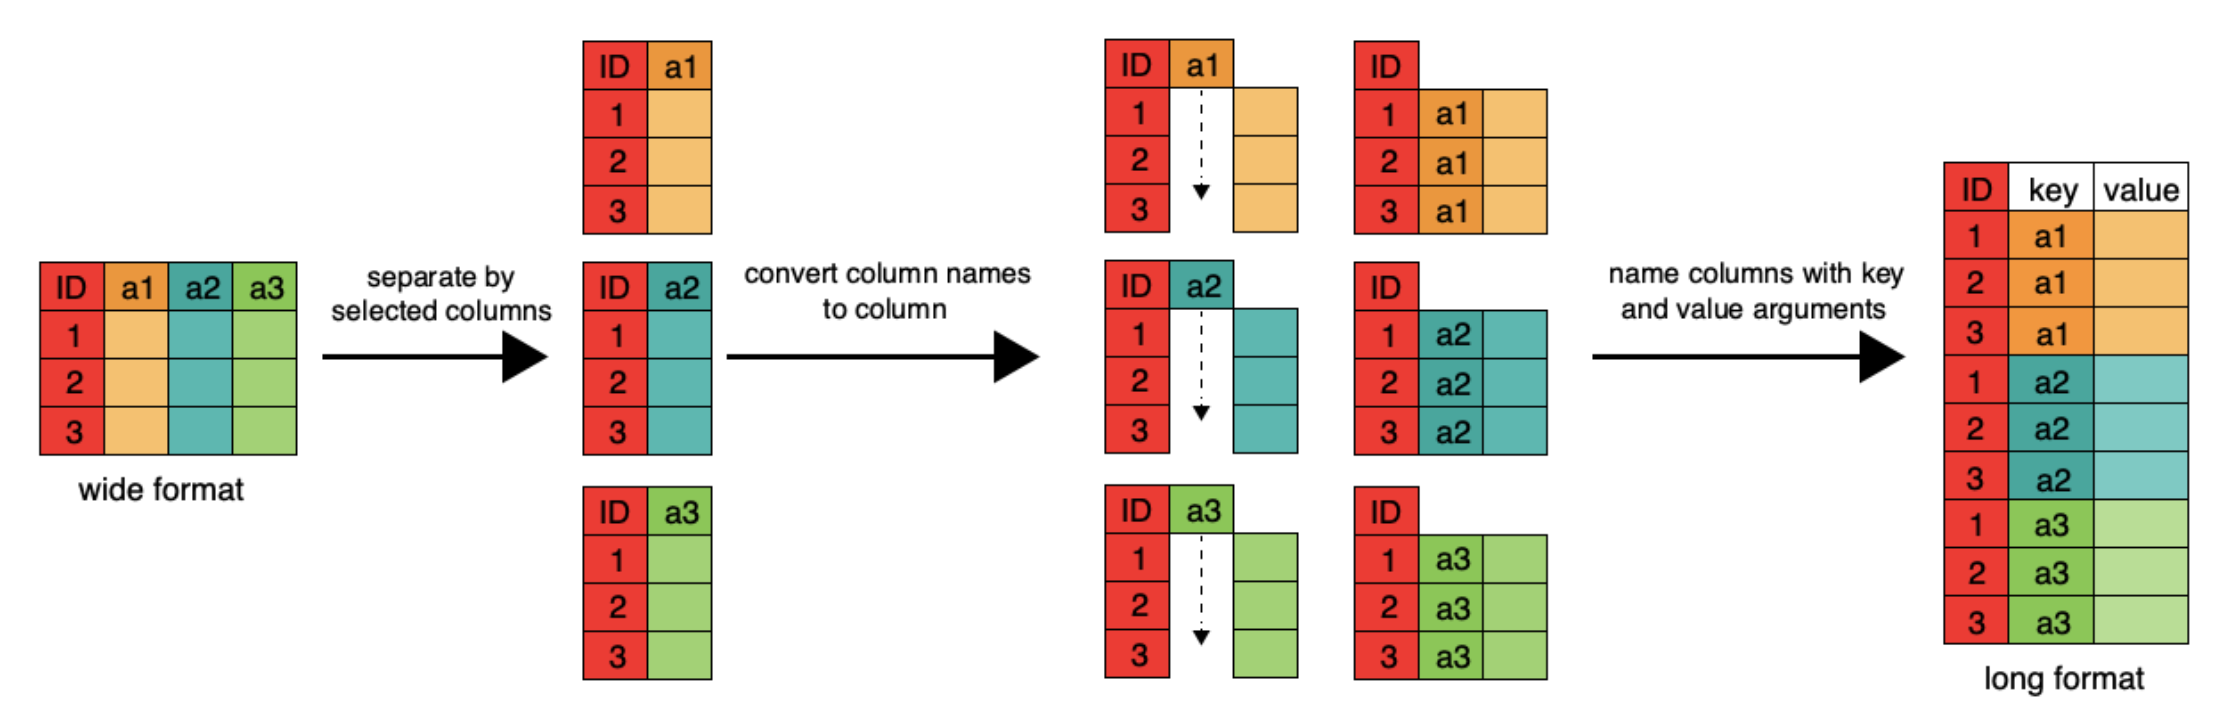 ID a1 a2 a3
1
2
3
wide format
separate by
selected columns
ID a1
1
2
3
ID a2
1
2
3
ID a3
1
2
3
convert column names
to column
ID a1
1
2
3
ID a2
1
2
3
ID a3
1
2
3
ID
1 a1
2 a1
3 a1
ID
1 a2
2 a2
3 a2
ID
1 a3
2 a3
3 a3
name columns with key
and value arguments
ID key value
1 a1
2 a1
3 a1
1 a2
2 a2
3 a2
1 a3
2 a3
3 a3
long format